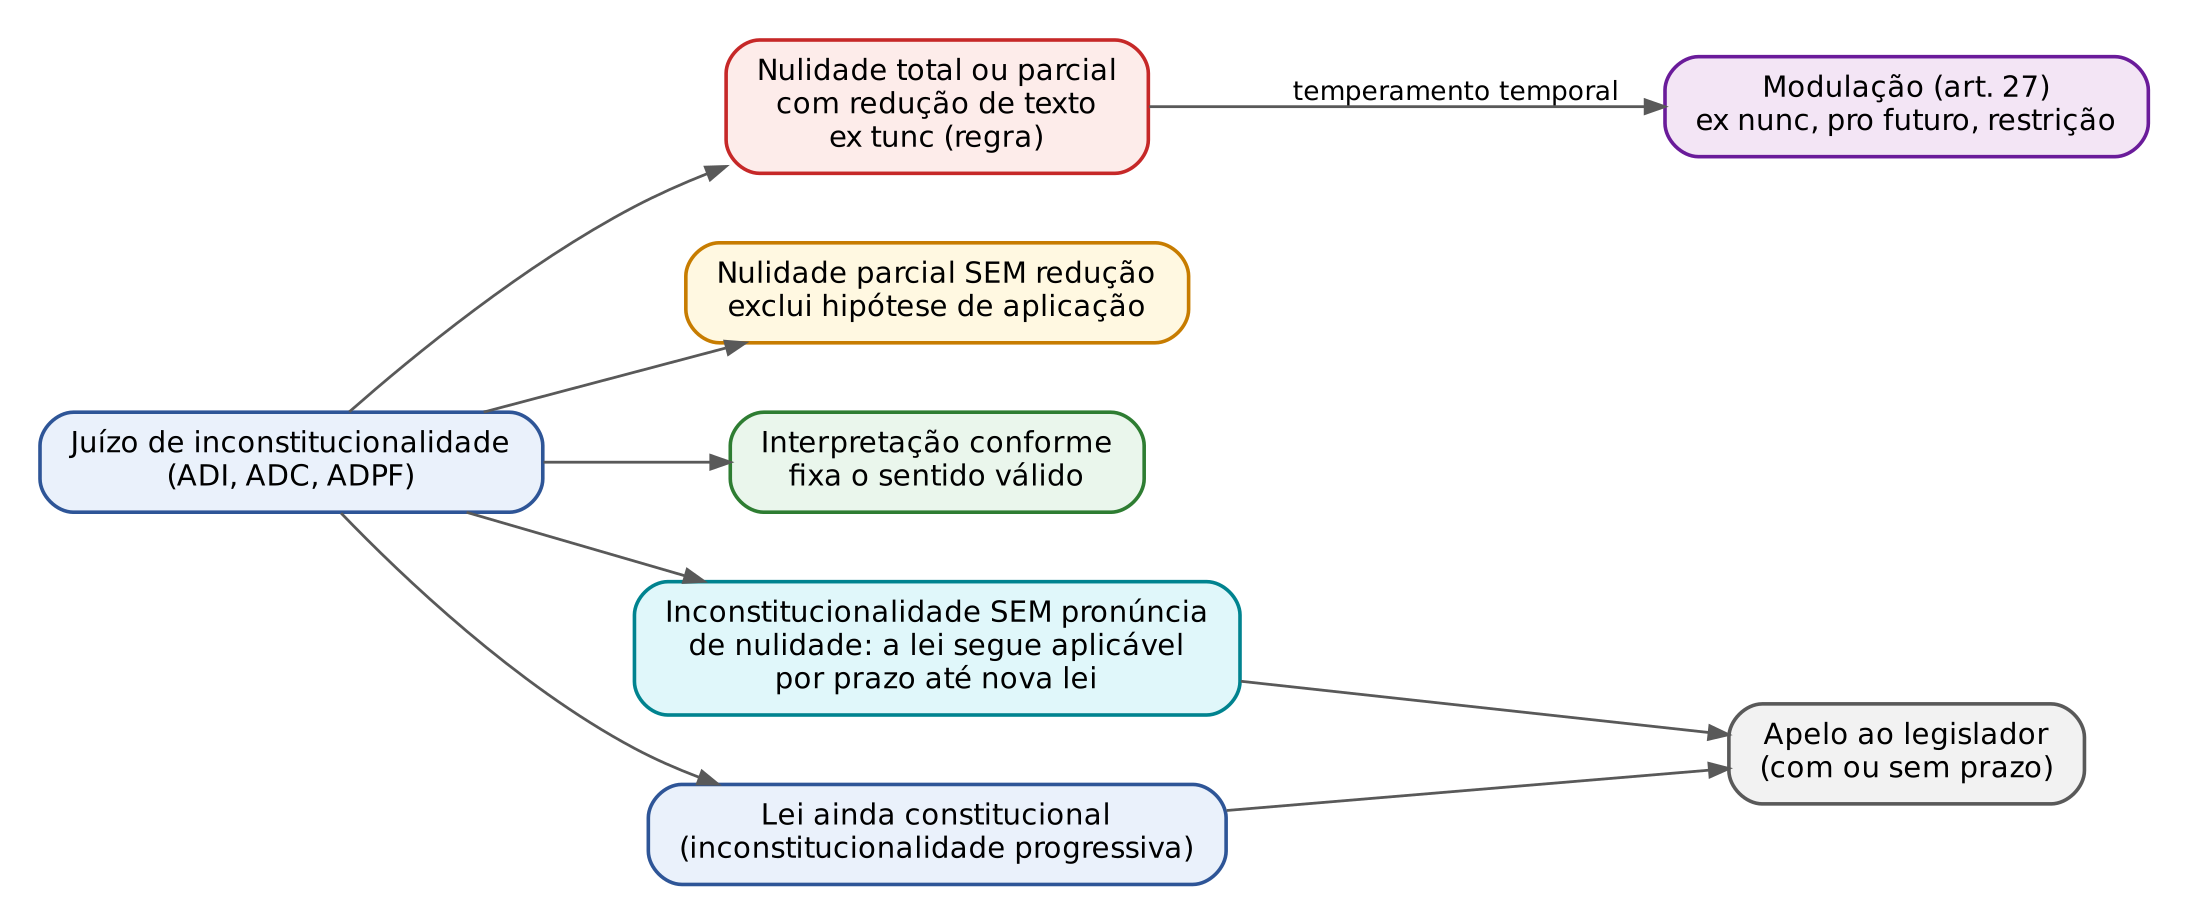 Nulidade total ou parcial
com redução de texto
ex tunc (regra)
temperamento temporal
Modulação (art. 27)
ex nunc, pro futuro, restrição
Nulidade parcial SEM redução
exclui hipótese de aplicação
Juízo de inconstitucionalidade
(ADI, ADC, ADPF)
Interpretação conforme
fixa o sentido válido
Inconstitucionalidade SEM pronúncia
de nulidade: a lei segue aplicável
por prazo até nova lei
Apelo ao legislador
(com ou sem prazo)
Lei ainda constitucional
(inconstitucionalidade progressiva)